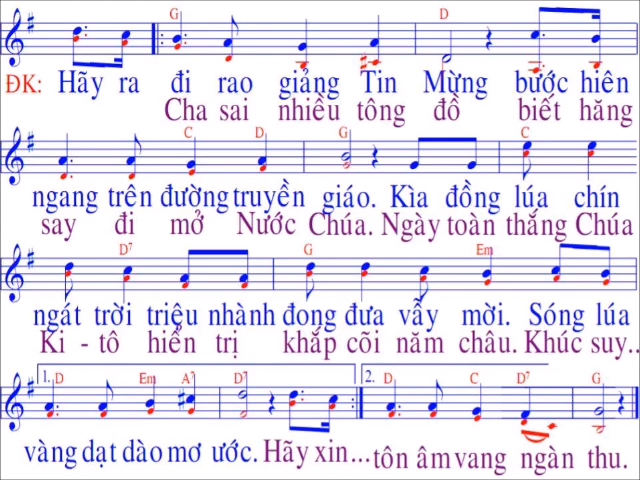 G D
ĐK: Hãy ra đi rao giảng Tin Mừng bước hiên
Cha sai nhiều tông đồ biết hăng
C D G C
ngang trên đường truyền giáo. Kìa đồng lúa chín
say đi mở Nước Chúa. Ngày toàn thắng Chúa
D7 G Em
ngát trời triệu nhành đong đưa vẫy mời. Sóng lúa
Ki - tô hiển trị khắp cõi năm châu. Khúc suy..
1. D Em A7 D7 2. D C D7 G
vàng dạt dào mơ ước. Hãy xin... tôn âm vang ngàn thu.